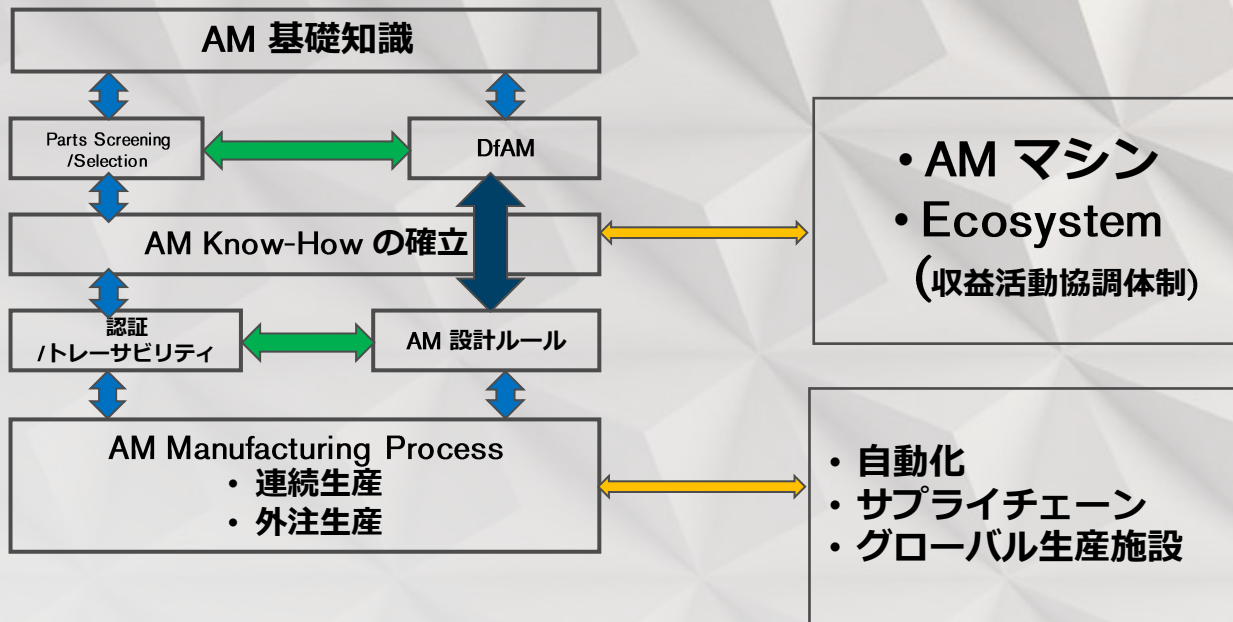 AM 基礎知識
Parts Screening
/Selection
DfAM
AM Know-How の確立
認証
/トレーサビリティ
AM 設計ルール
AM Manufacturing Process
・ 連続生産
・ 外注生産
・AM マシン
・Ecosystem
(収益活動協調体制)
・ 自動化
・ サプライチェーン
・ グローバル生産施設